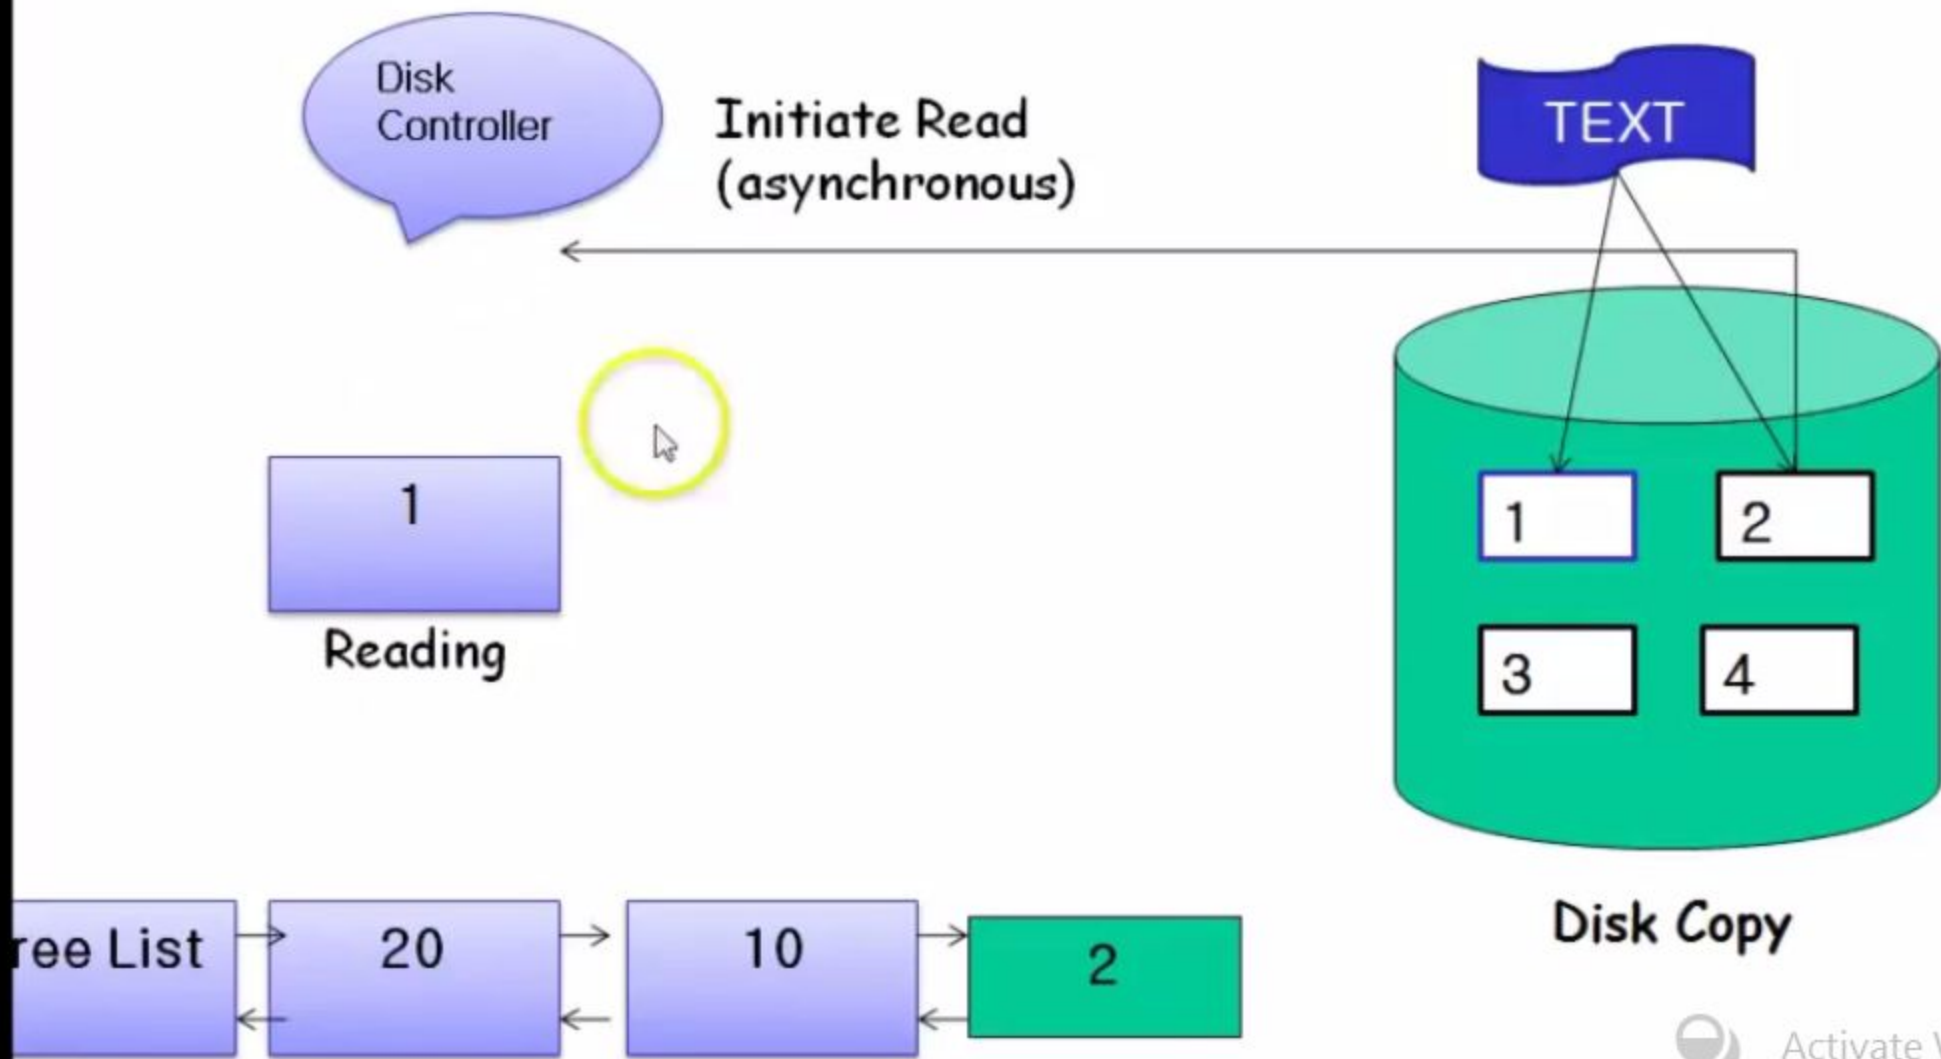 Disk
Controller
Initiate Read
(asynchronous)
TEXT
1
Reading
1
2
3
4
Disk Copy
ree List
20
10
2
Activate